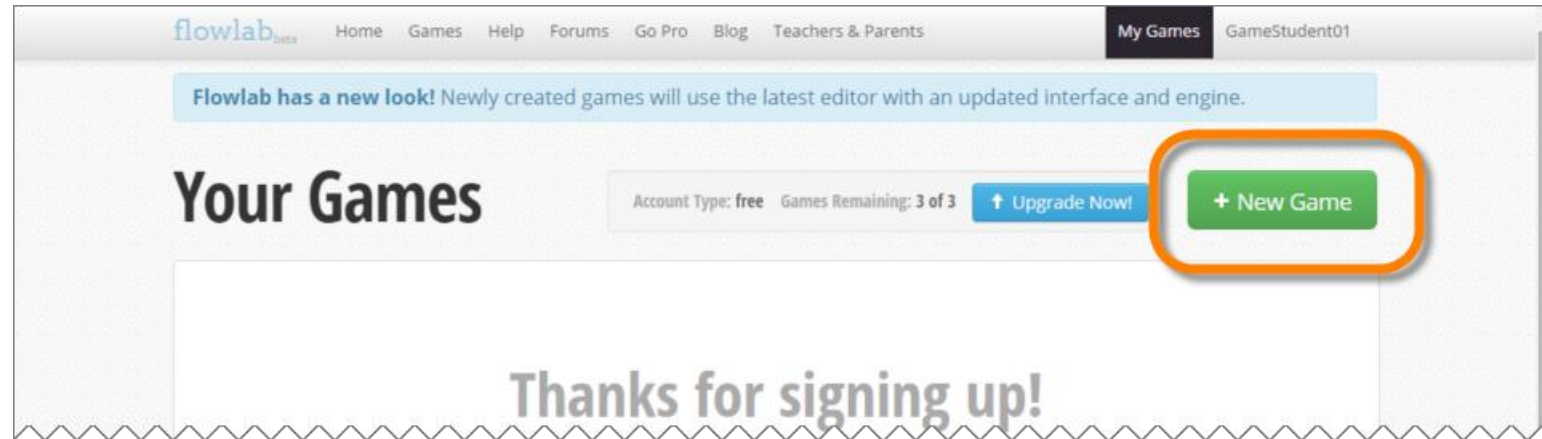 flowlab beta Home Games Help Forums Go Pro Blog Teachers & Parents My Games GameStudent01
Flowlab has a new look! Newly created games will use the latest editor with an updated interface and engine.
Your Games Account Type: free Games Remaining: 3 of 3 Upgrade Now! + New Game
Thanks for signing up!